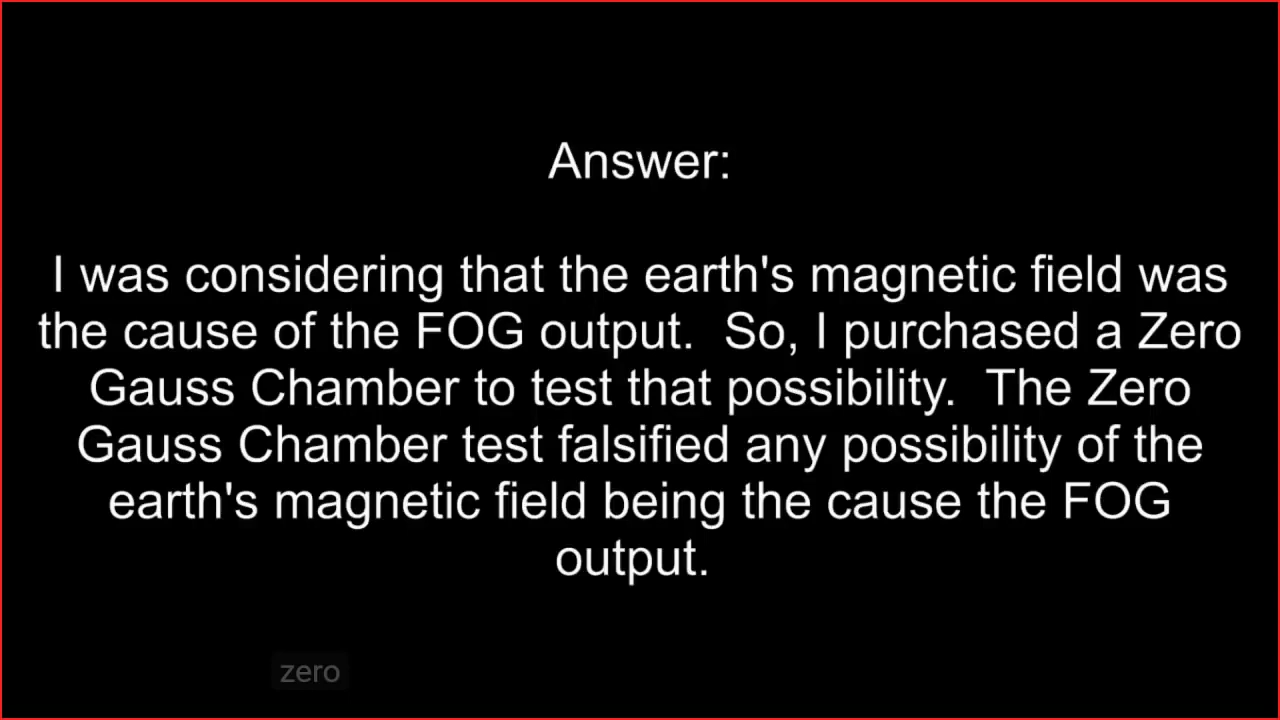 Answer:
I was considering that the earth's magnetic field was
the cause of the FOG output.  So, I purchased a Zero
Gauss Chamber to test that possibility.  The Zero
Gauss Chamber test falsified any possibility of the
earth's magnetic field being the cause the FOG
output.
zero